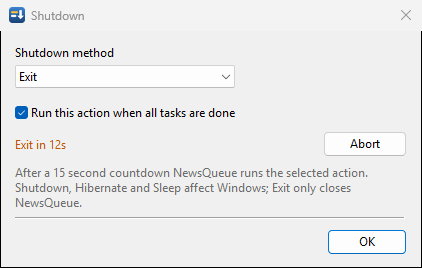 Shutdown
Shutdown method
Exit
Run this action when all tasks are done
Exit in 12s
Abort
After a 15 second countdown NewsQueue runs the selected action.
Shutdown, Hibernate and Sleep affect Windows; Exit only closes
NewsQueue.
OK